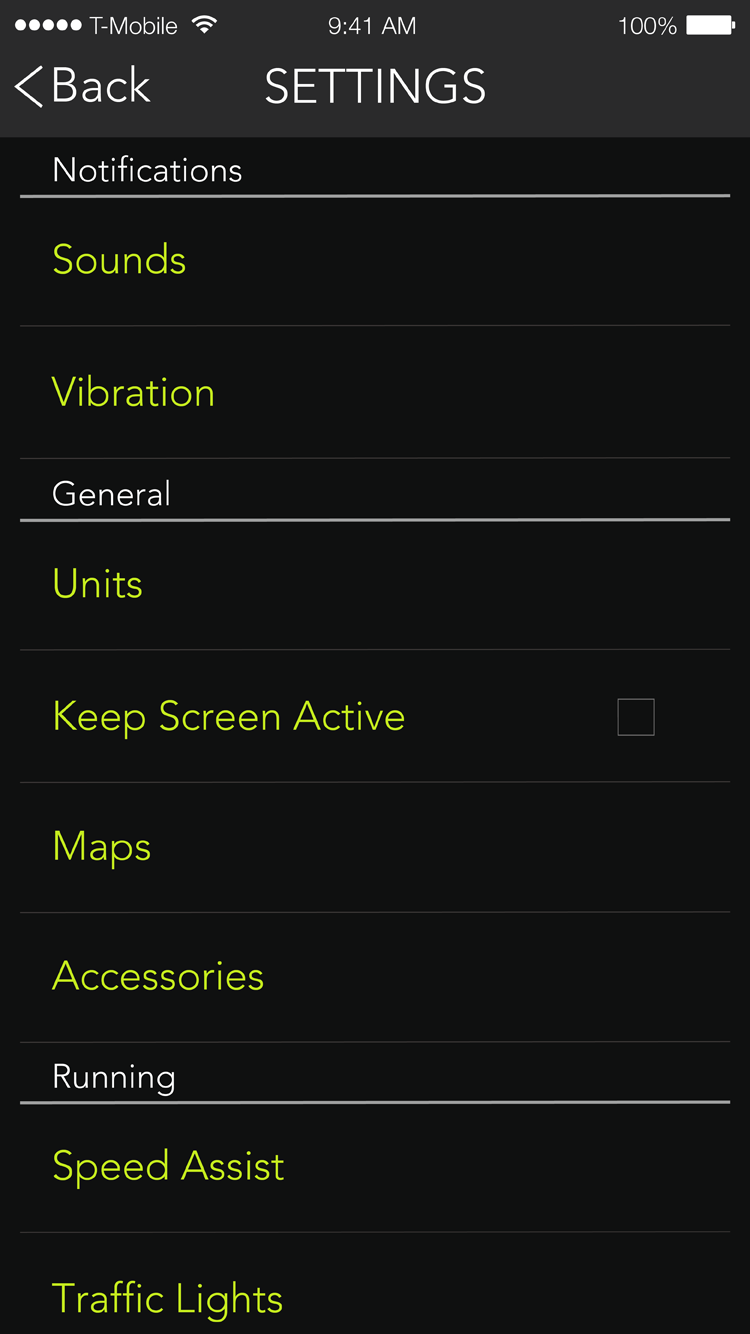 T-Mobile 9:41 AM 100%
Back SETTINGS
Notifications
Sounds
Vibration
General
Units
Keep Screen Active
Maps
Accessories
Running
Speed Assist
Traffic Lights